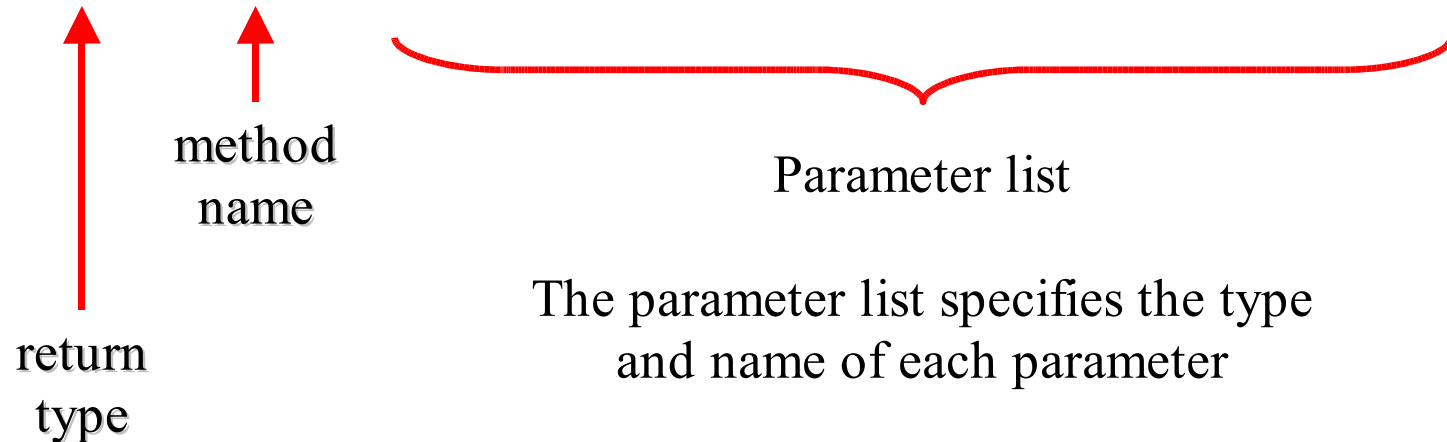 method
name
Parameter list
The parameter list specifies the type
and name of each parameter
return
type